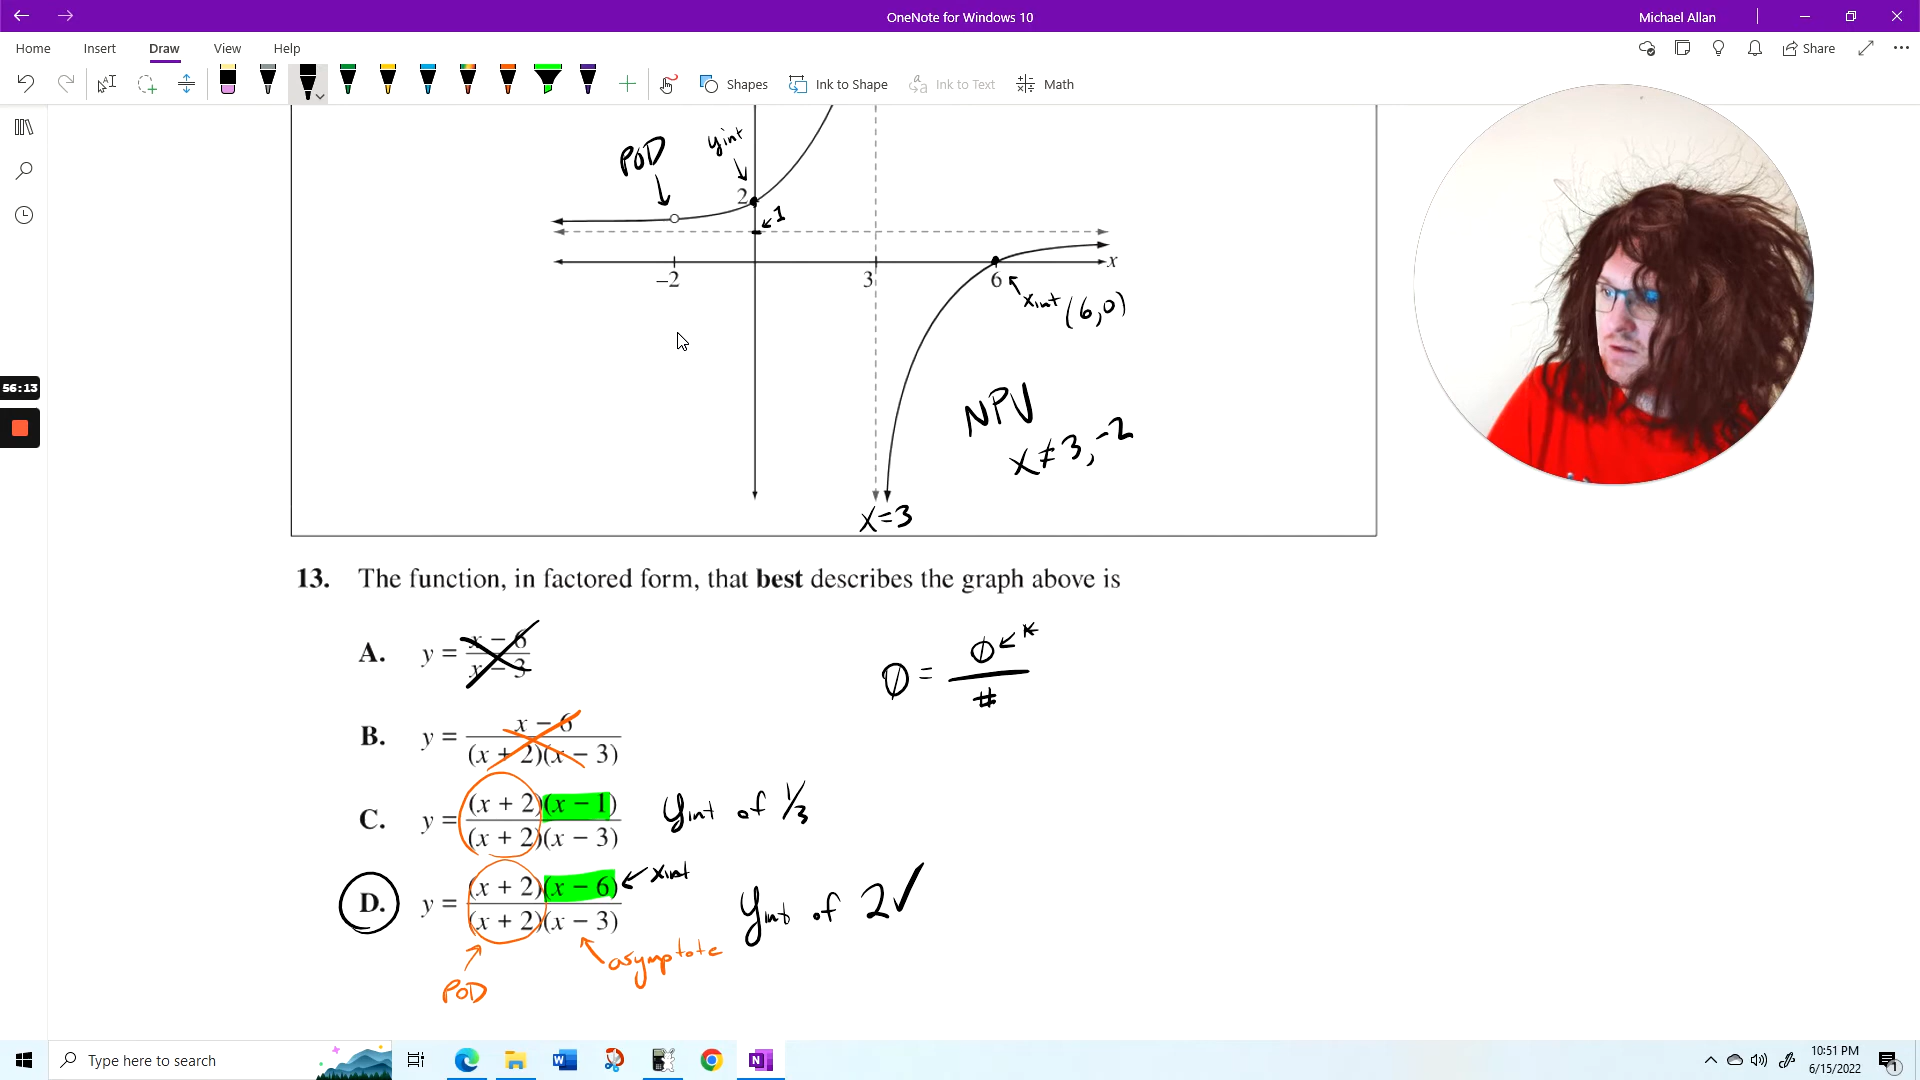 OneNote for Windows 10
Michael Allan
Home Insert Draw View Help
Share
Shapes
Ink to Shape
Ink to Text
Math
POD
yint
2
1
-2
3
6
x
xint (6,0)
NPV
x≠3,-2
x=3
56:13
13. The function, in factored form, that best describes the graph above is
A. y = x − 6
x − 3
0 = 0 ← *
#
B. y = x − 6
(x + 2)(x − 3)
C. y = (x + 2)(x − 1)
(x + 2)(x − 3)
yint of 1/3
D. y = (x + 2)(x − 6) ← xint
(x + 2)(x − 3)
yint of 2✓
POD
asymptote
Type here to search
10:51 PM
6/15/2022
1